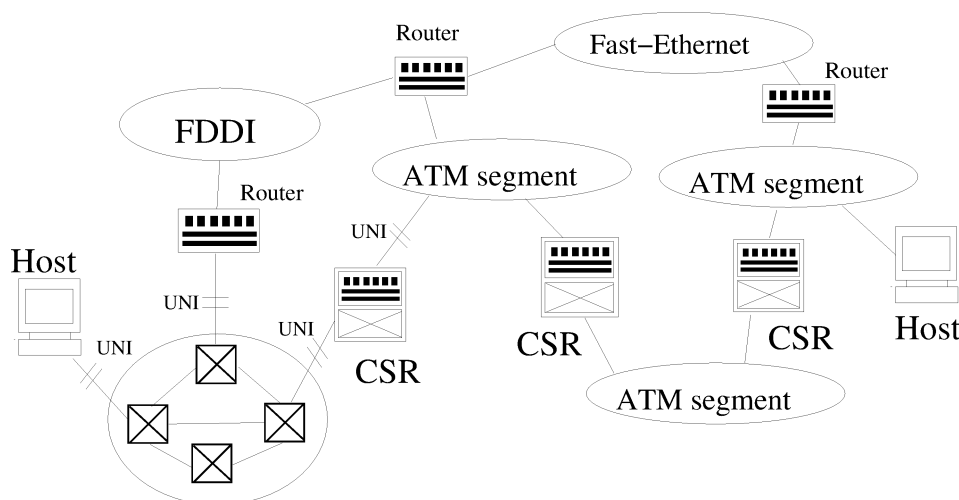 Router
Fast−Ethernet
Router
FDDI
ATM segment
ATM segment
Router
UNI
Host
UNI
UNI
CSR
CSR
CSR
Host
UNI
ATM segment